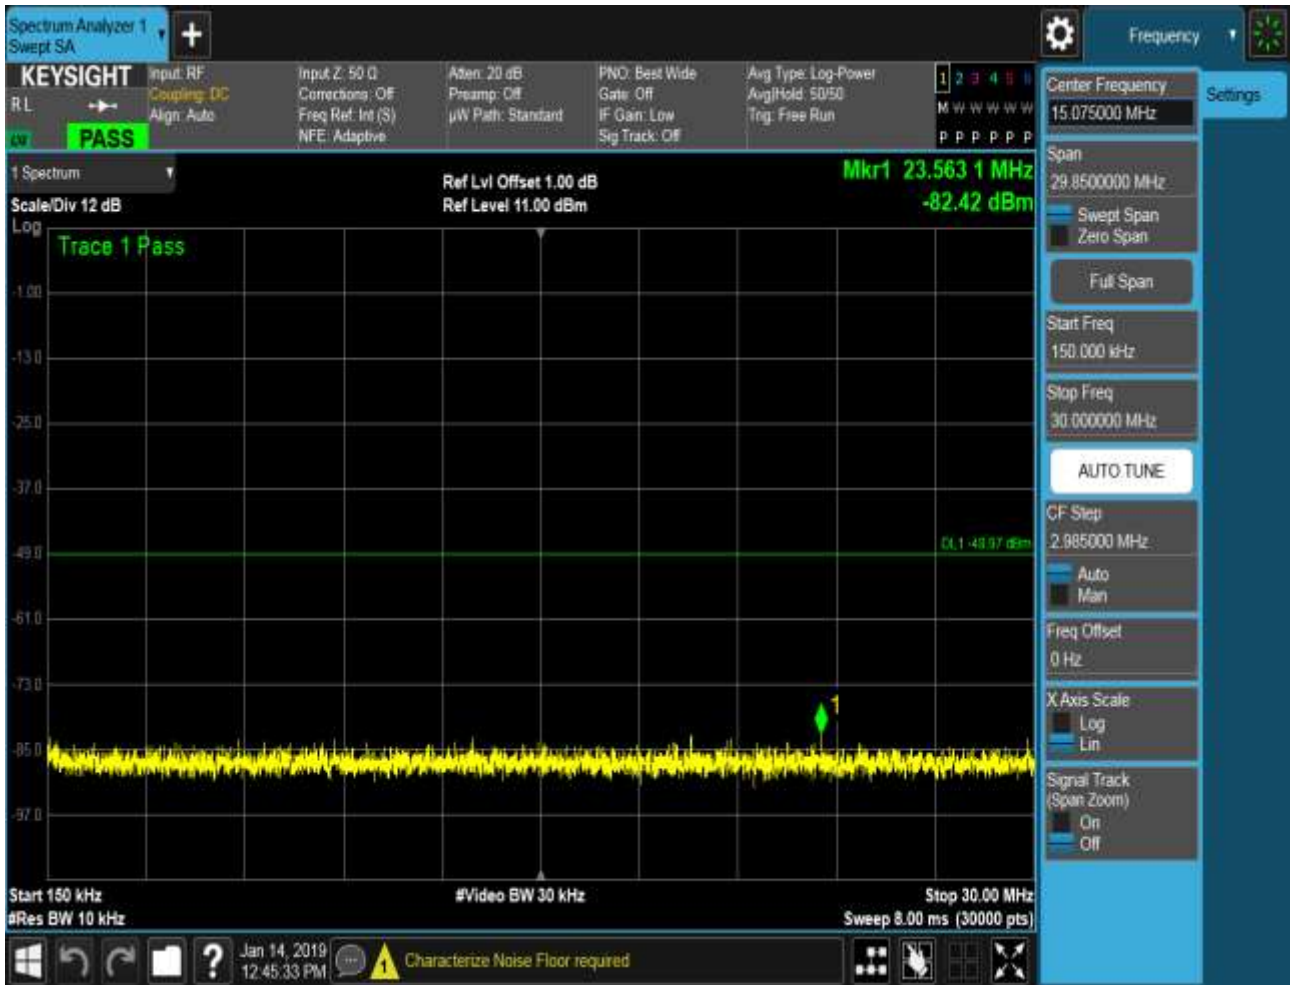 Spectrum Analyzer 1
Swept SA
Frequency
KEYSIGHT
R L
PASS
Input: RF
Coupling: DC
Align: Auto
Input Z: 50 Ω
Corrections: Off
Freq Ref: Int (S)
NFE: Adaptive
Atten: 20 dB
Preamp: Off
µW Path: Standard
PNO: Best Wide
Gate: Off
IF Gain: Low
Sig Track: Off
Avg Type: Log-Power
Avg|Hold: 50/50
Trig: Free Run
1 2 3 4 5 6
M W W W W W
P P P P P P
1 Spectrum
Scale/Div 12 dB
Ref Lvl Offset 1.00 dB
Ref Level 11.00 dBm
Mkr1 23.563 1 MHz
-82.42 dBm
Log
Trace 1 Pass
-1.00
-13.0
-25.0
-37.0
-49.0
DL1 -49.97 dBm
-61.0
-73.0
1
-85.0
-97.0
Start 150 kHz
#Video BW 30 kHz
Stop 30.00 MHz
#Res BW 10 kHz
Sweep 8.00 ms (30000 pts)
Center Frequency
15.075000 MHz
Settings
Span
29.8500000 MHz
Swept Span
Zero Span
Full Span
Start Freq
150.000 kHz
Stop Freq
30.000000 MHz
AUTO TUNE
CF Step
2.985000 MHz
Auto
Man
Freq Offset
0 Hz
X Axis Scale
Log
Lin
Signal Track
(Span Zoom)
On
Off
?
Jan 14, 2019
12:45:33 PM
1
Characterize Noise Floor required